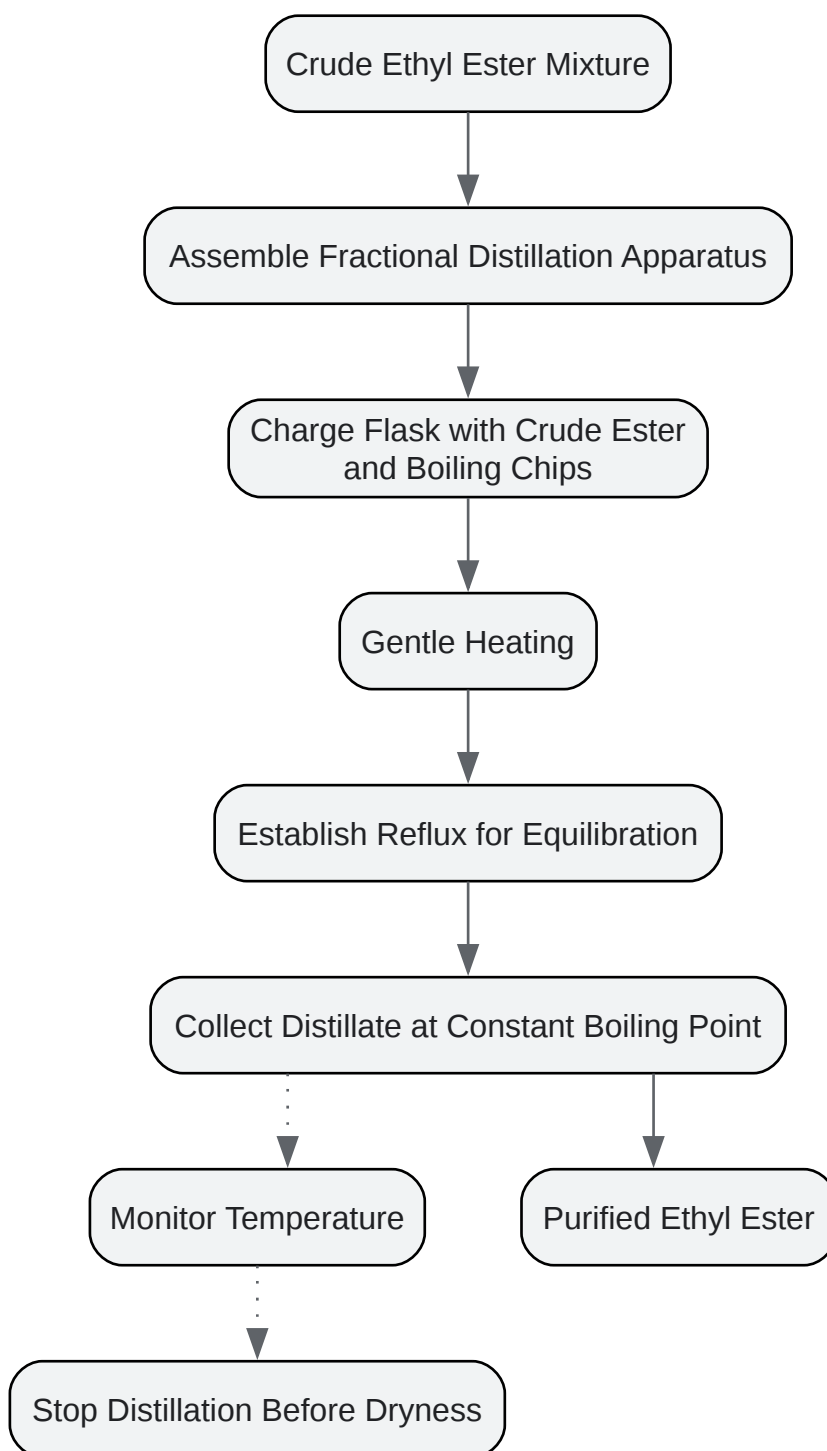 Crude Ethyl Ester Mixture
Assemble Fractional Distillation Apparatus
Charge Flask with Crude Ester
and Boiling Chips
Gentle Heating
Establish Reflux for Equilibration
Collect Distillate at Constant Boiling Point
Monitor Temperature
Purified Ethyl Ester
Stop Distillation Before Dryness